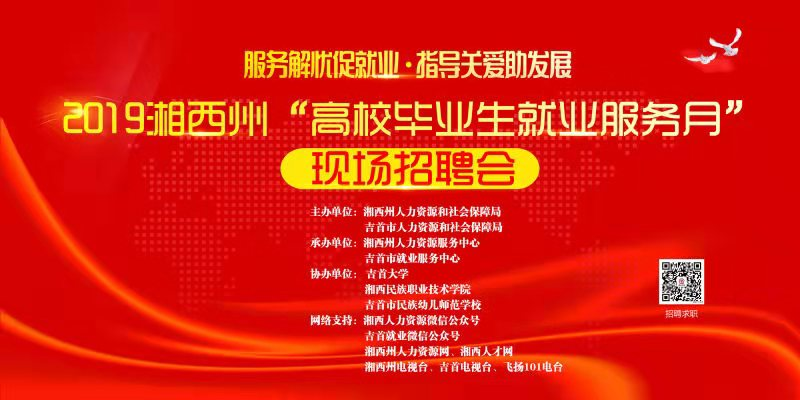 服务解忧促就业·指导关爱助发展
2019湘西州“高校毕业生就业服务月”
现场招聘会
主办单位：湘西州人力资源和社会保障局
吉首市人力资源和社会保障局
承办单位：湘西州人力资源服务中心
吉首市就业服务中心
协办单位：吉首大学
湘西民族职业技术学院
吉首市民族幼儿师范学校
网络支持：湘西人力资源微信公众号
吉首就业微信公众号
湘西州人力资源网、湘西人才网
湘西州电视台、吉首电视台、飞扬101电台
招聘求职